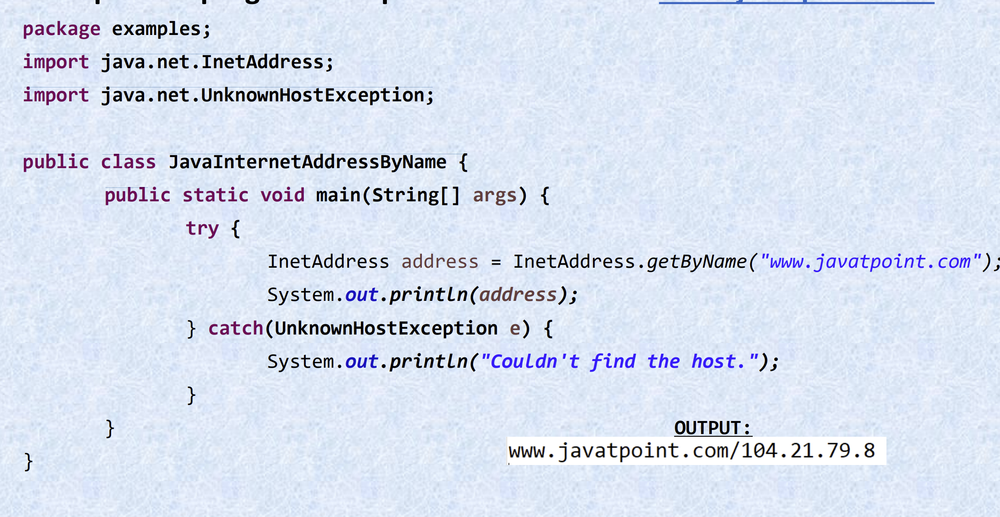 package examples;
import java.net.InetAddress;
import java.net.UnknownHostException;
public class JavaInternetAddressByName {
public static void main(String[] args) {
try {
InetAddress address = InetAddress.getByName("www.javatpoint.com");
System.out.println(address);
} catch(UnknownHostException e) {
System.out.println("Couldn't find the host.");
}
}
OUTPUT:
www.javatpoint.com/104.21.79.8
}